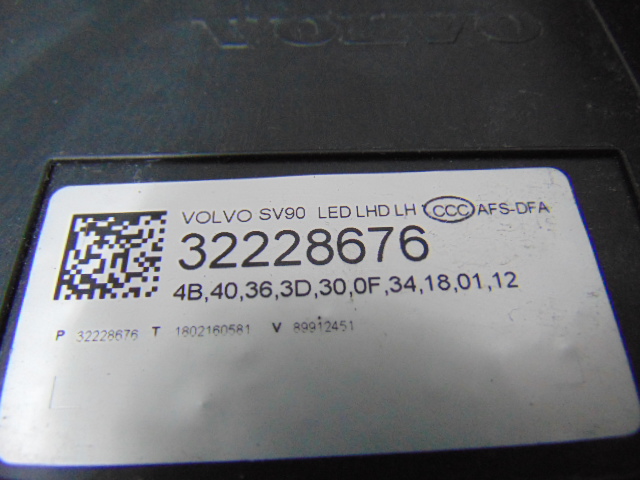 VOLVO
VOLVO SV90 LED LHD LH CCC AFS-DFA
32228676
4B,40,36,3D,30,0F,34,18,01,12
P 32228676 T 1802160581 V 89912451